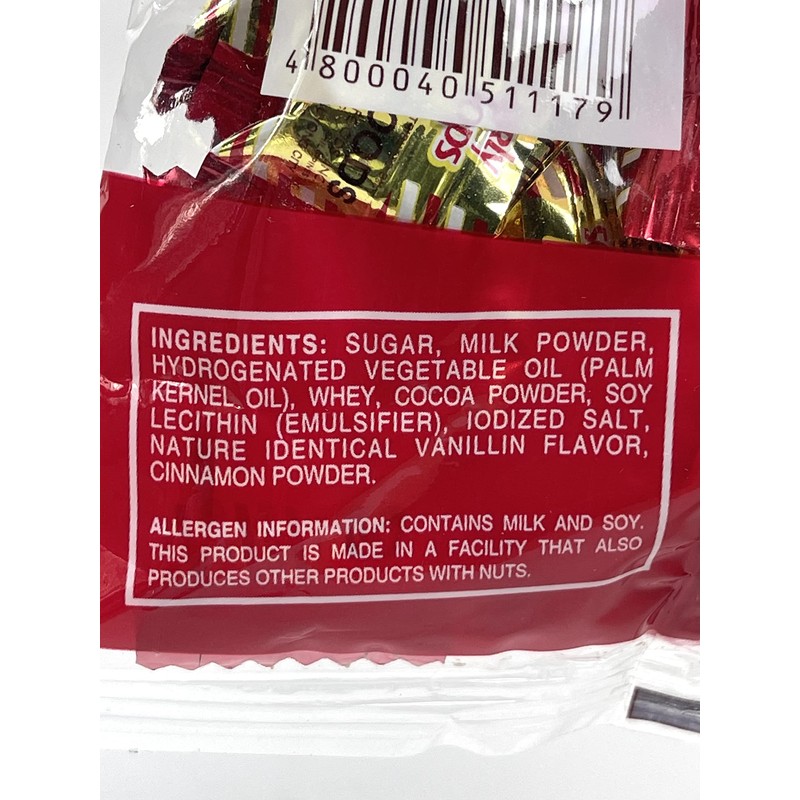 4 800040 511179
INGREDIENTS: SUGAR, MILK POWDER,
HYDROGENATED VEGETABLE OIL (PALM
KERNEL OIL), WHEY, COCOA POWDER, SOY
LECITHIN (EMULSIFIER), IODIZED SALT,
NATURE IDENTICAL VANILLIN FLAVOR,
CINNAMON POWDER.
ALLERGEN INFORMATION: CONTAINS MILK AND SOY.
THIS PRODUCT IS MADE IN A FACILITY THAT ALSO
PRODUCES OTHER PRODUCTS WITH NUTS.